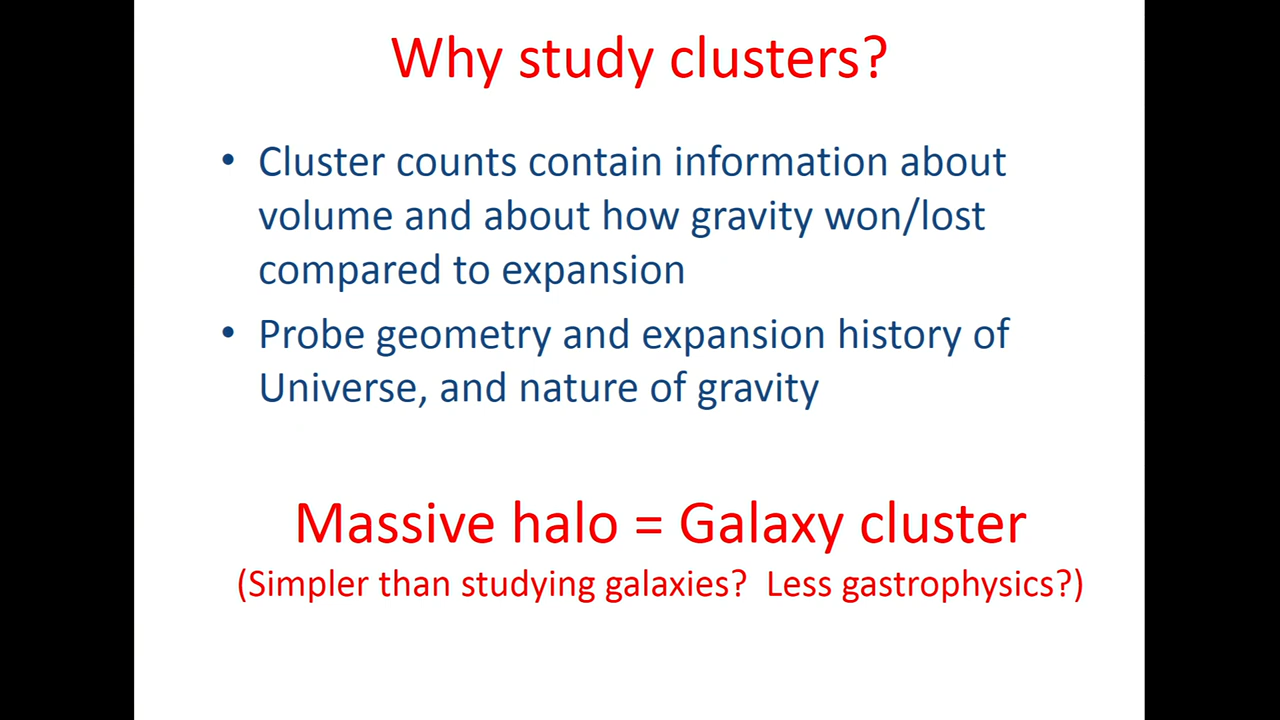 Why study clusters?
• Cluster counts contain information about
volume and about how gravity won/lost
compared to expansion
• Probe geometry and expansion history of
Universe, and nature of gravity
Massive halo = Galaxy cluster
(Simpler than studying galaxies? Less gastrophysics?)